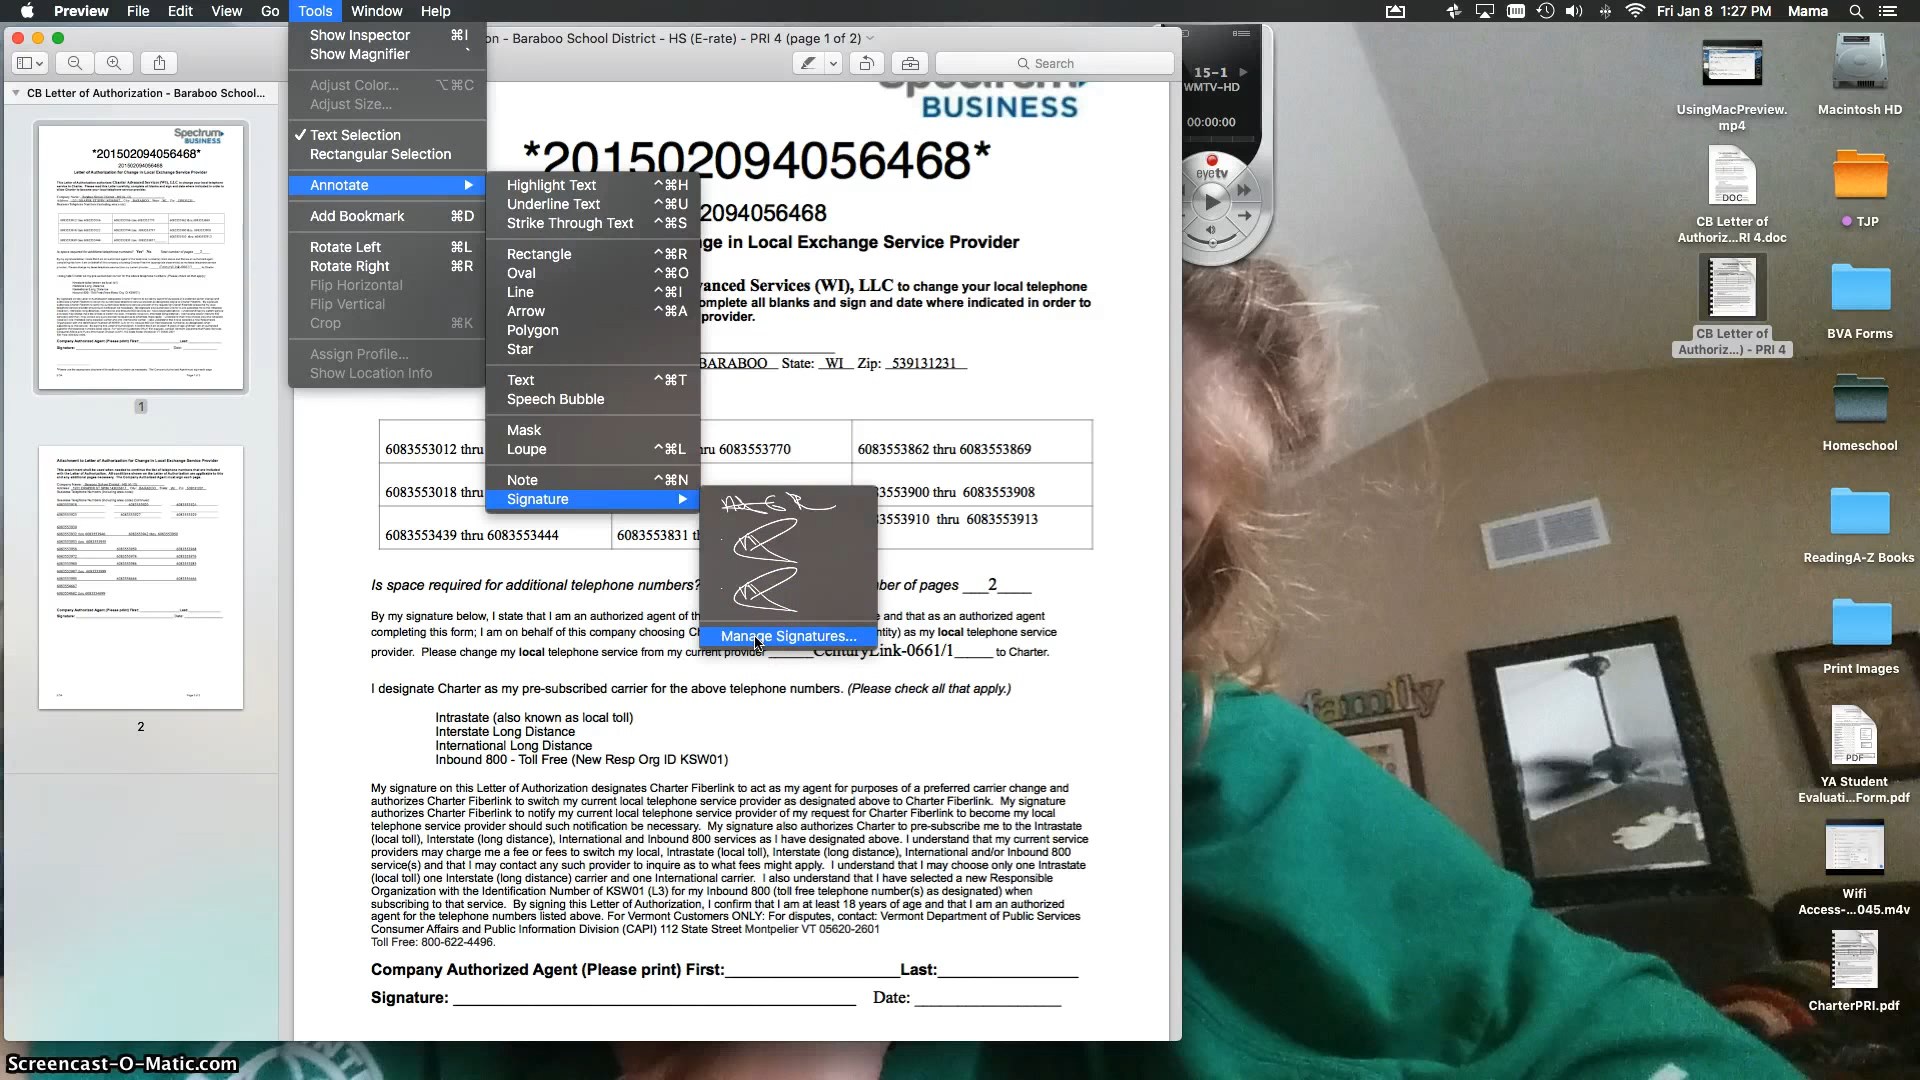 Preview File Edit View Go Tools Window Help Fri Jan 8 1:27 PM Mama
on - Baraboo School District - HS (E-rate) - PRI 4 (page 1 of 2)
Search
CB Letter of Authorization - Baraboo School...
1
2
Show Inspector ⌘I
Show Magnifier `
Adjust Color... ⌥⌘C
Adjust Size...
✓ Text Selection
Rectangular Selection
Annotate
Add Bookmark ⌘D
Rotate Left ⌘L
Rotate Right ⌘R
Flip Horizontal
Flip Vertical
Crop ⌘K
Assign Profile...
Show Location Info
Highlight Text ^⌘H
Underline Text ^⌘U
Strike Through Text ^⌘S
Rectangle ^⌘R
Oval ^⌘O
Line ^⌘I
Arrow ^⌘A
Polygon
Star
Text ^⌘T
Speech Bubble
Mask
Loupe ^⌘L
Note ^⌘N
Signature
Manage Signatures...
Spectrum
BUSINESS
*201502094056468*
2094056468
ge in Local Exchange Service Provider
vanced Services (WI), LLC to change your local telephone
omplete all blanks and sign and date where indicated in order to
provider.
BARABOO State: WI Zip: 539131231
6083553012 thru
ru 6083553770
6083553862 thru 6083553869
6083553018 thru
3553900 thru 6083553908
6083553439 thru 6083553444
6083553831 th
3553910 thru 6083553913
Is space required for additional telephone numbers?
ber of pages ___2____
By my signature below, I state that I am an authorized agent of th
e and that as an authorized agent
completing this form; I am on behalf of this company choosing C
ntity) as my local telephone service
provider. Please change my local telephone service from my current provider ______CenturyLink-0661/1_____ to Charter.
I designate Charter as my pre-subscribed carrier for the above telephone numbers. (Please check all that apply.)
Intrastate (also known as local toll)
Interstate Long Distance
International Long Distance
Inbound 800 - Toll Free (New Resp Org ID KSW01)
My signature on this Letter of Authorization designates Charter Fiberlink to act as my agent for purposes of a preferred carrier change and
authorizes Charter Fiberlink to switch my current local telephone service provider as designated above to Charter Fiberlink. My signature
authorizes Charter Fiberlink to notify my current local telephone service provider of my request for Charter Fiberlink to become my local
telephone service provider should such notification be necessary. My signature also authorizes Charter to pre-subscribe me to the Intrastate
(local toll), Interstate (long distance), International and Inbound 800 services as I have designated above. I understand that my current service
providers may charge me a fee or fees to switch my local, Intrastate (local toll), Interstate (long distance), International and/or Inbound 800
service(s) and that I may contact any such provider to inquire as to what fees might apply. I understand that I may choose only one Intrastate
(local toll) one Interstate (long distance) carrier and one International carrier. I also understand that I have selected a new Responsible
Organization with the Identification Number of KSW01 (L3) for my Inbound 800 (toll free telephone number(s) as designated) when
subscribing to that service. By signing this Letter of Authorization, I confirm that I am at least 18 years of age and that I am an authorized
agent for the telephone numbers listed above. For Vermont Customers ONLY: For disputes, contact: Vermont Department of Public Services
Consumer Affairs and Public Information Division (CAPI) 112 State Street Montpelier VT 05620-2601
Toll Free: 800-622-4496.
Company Authorized Agent (Please print) First:____________________Last:________________
Signature: ____________________ Date: ________________
15-1
WMTV-HD
00:00:00
eyetv
family
UsingMacPreview.
mp4
Macintosh HD
DOC
CB Letter of
Authoriz...RI 4.doc
TJP
CB Letter of
Authoriz...) - PRI 4
BVA Forms
Homeschool
ReadingA-Z Books
Print Images
PDF
YA Student
Evaluati...Form.pdf
Wifi
Access-...045.m4v
CharterPRI.pdf
Screencast-O-Matic.com